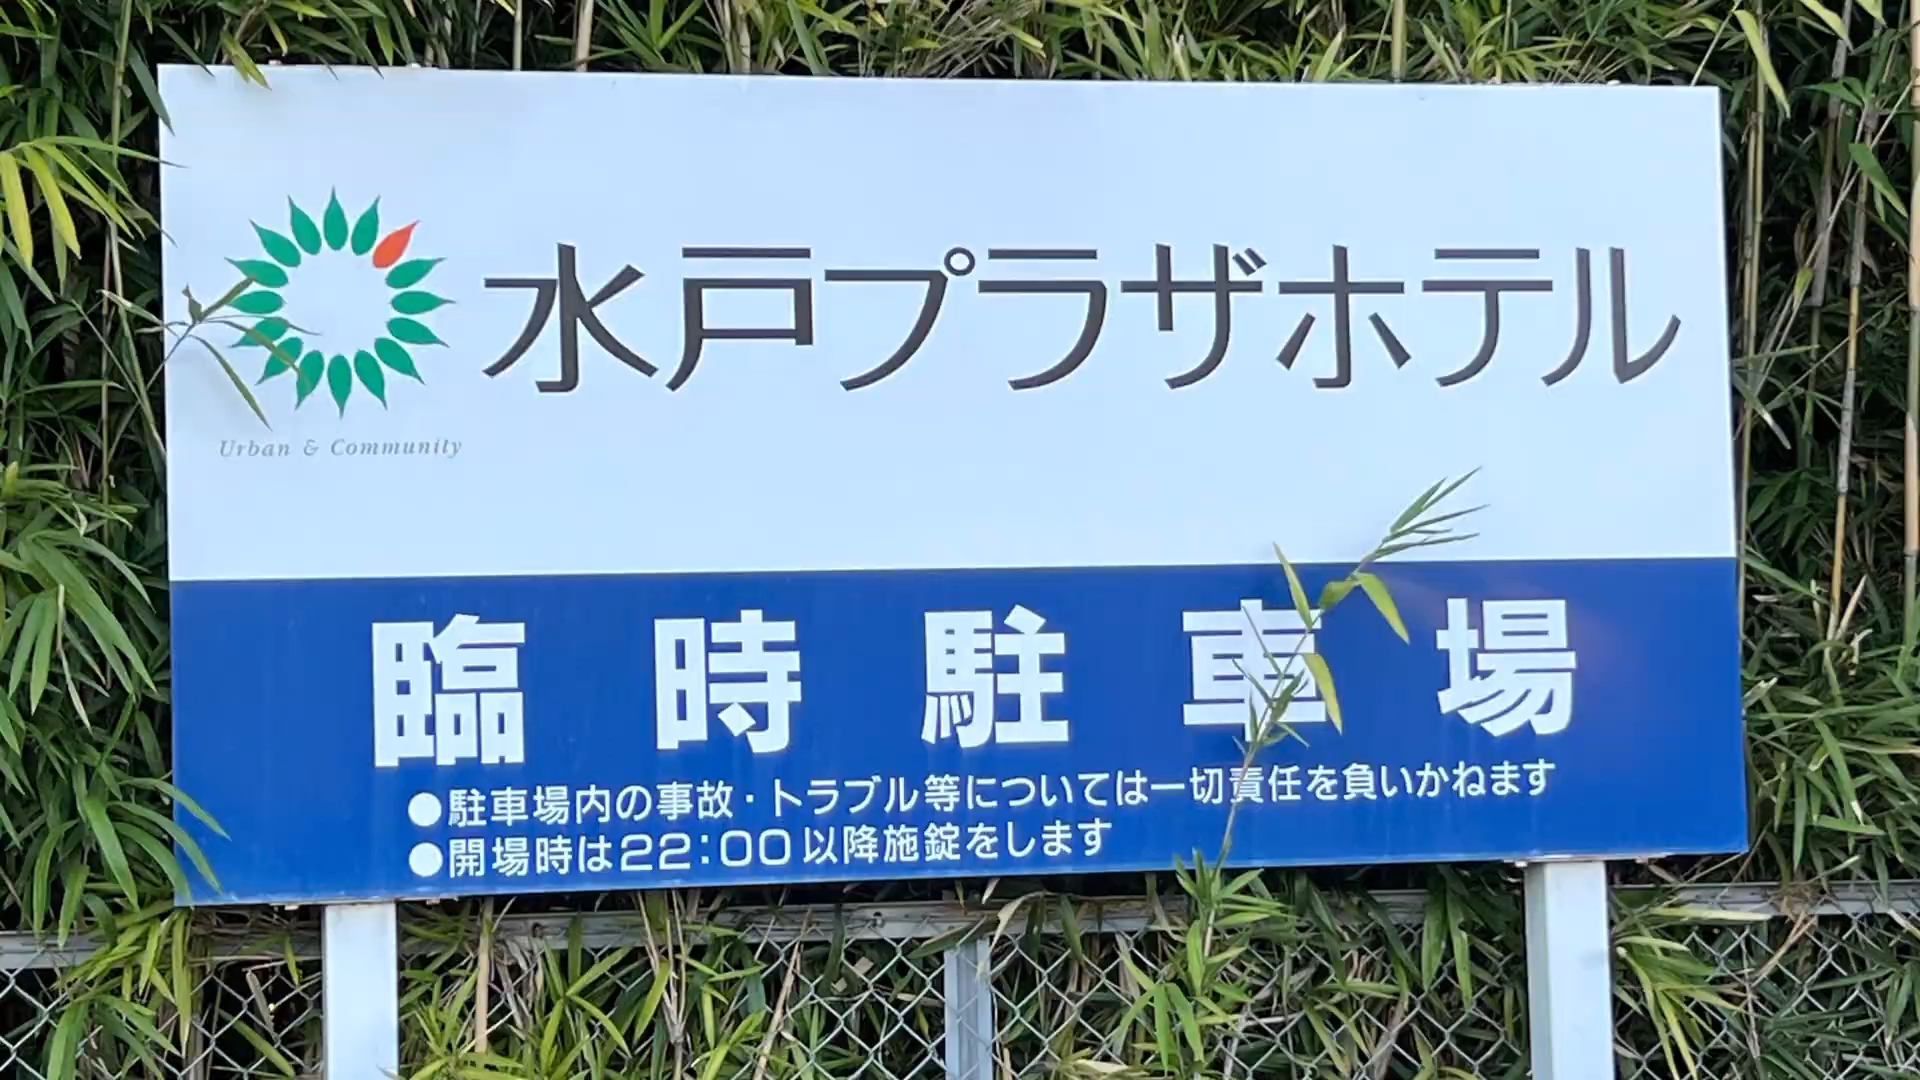 水戸プラザホテル
Urban & Community
臨時駐車場
●駐車場内の事故・トラブル等については一切責任を負いかねます
●開場時は22:00以降施錠をします